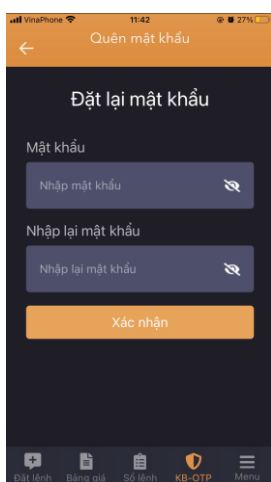 VinaPhone 11:42 27%
Quên mật khẩu
Đặt lại mật khẩu
Mật khẩu
Nhập mật khẩu
Nhập lại mật khẩu
Nhập lại mật khẩu
Xác nhận
Đặt lệnh Bảng giá Sổ lệnh KB-OTP Menu